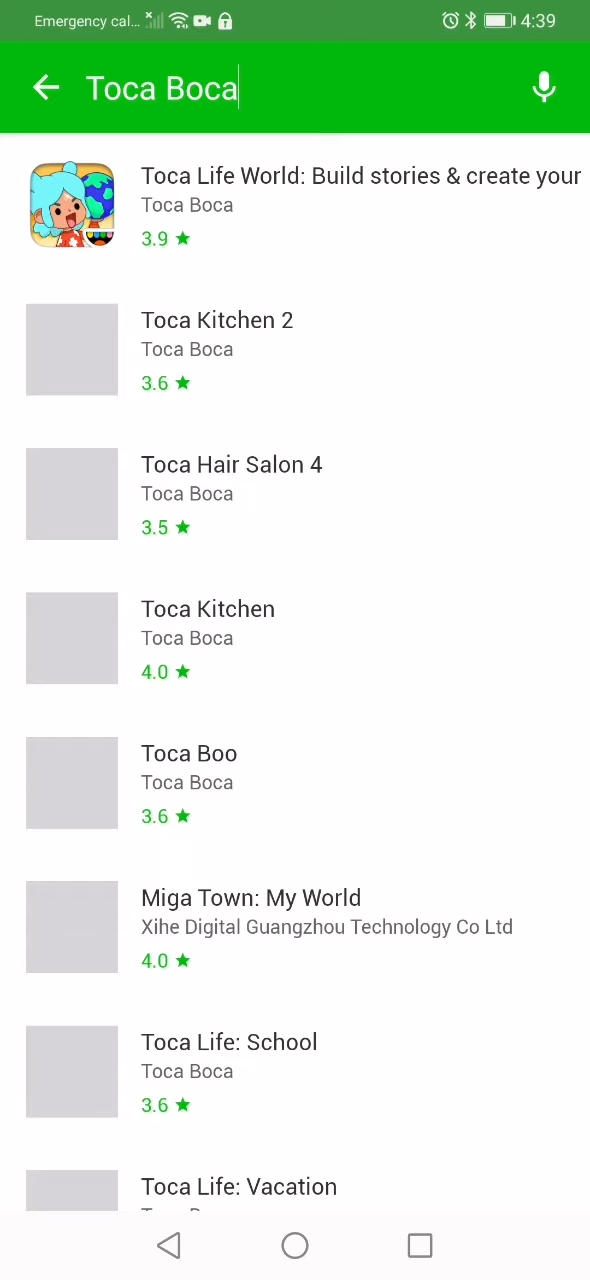 Emergency cal... 4:39
Toca Boca
Toca Life World: Build stories & create your
Toca Boca
3.9 ★
Toca Kitchen 2
Toca Boca
3.6 ★
Toca Hair Salon 4
Toca Boca
3.5 ★
Toca Kitchen
Toca Boca
4.0 ★
Toca Boo
Toca Boca
3.6 ★
Miga Town: My World
Xihe Digital Guangzhou Technology Co Ltd
4.0 ★
Toca Life: School
Toca Boca
3.6 ★
Toca Life: Vacation